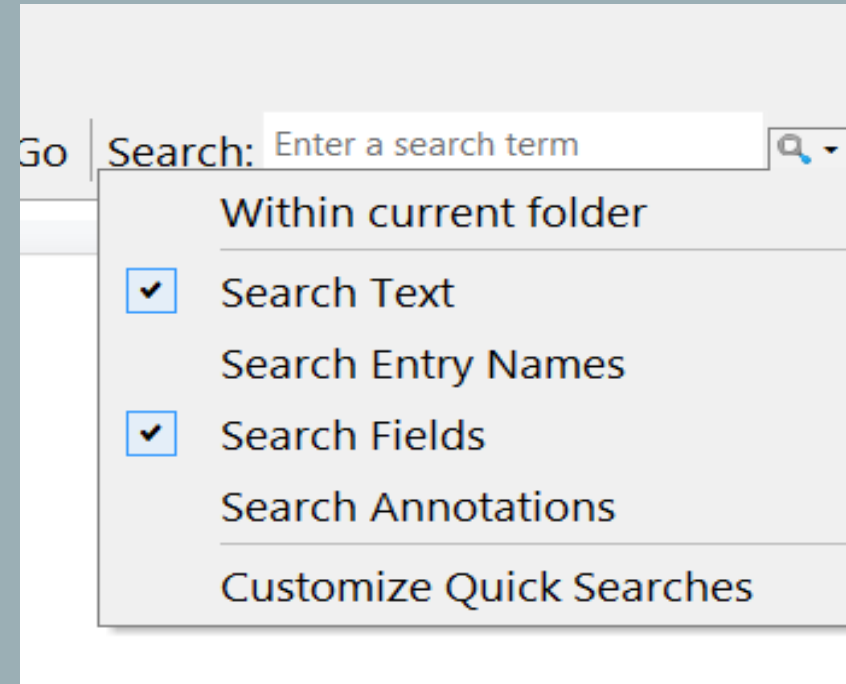 Go Search: Enter a search term
Within current folder
Search Text
Search Entry Names
Search Fields
Search Annotations
Customize Quick Searches